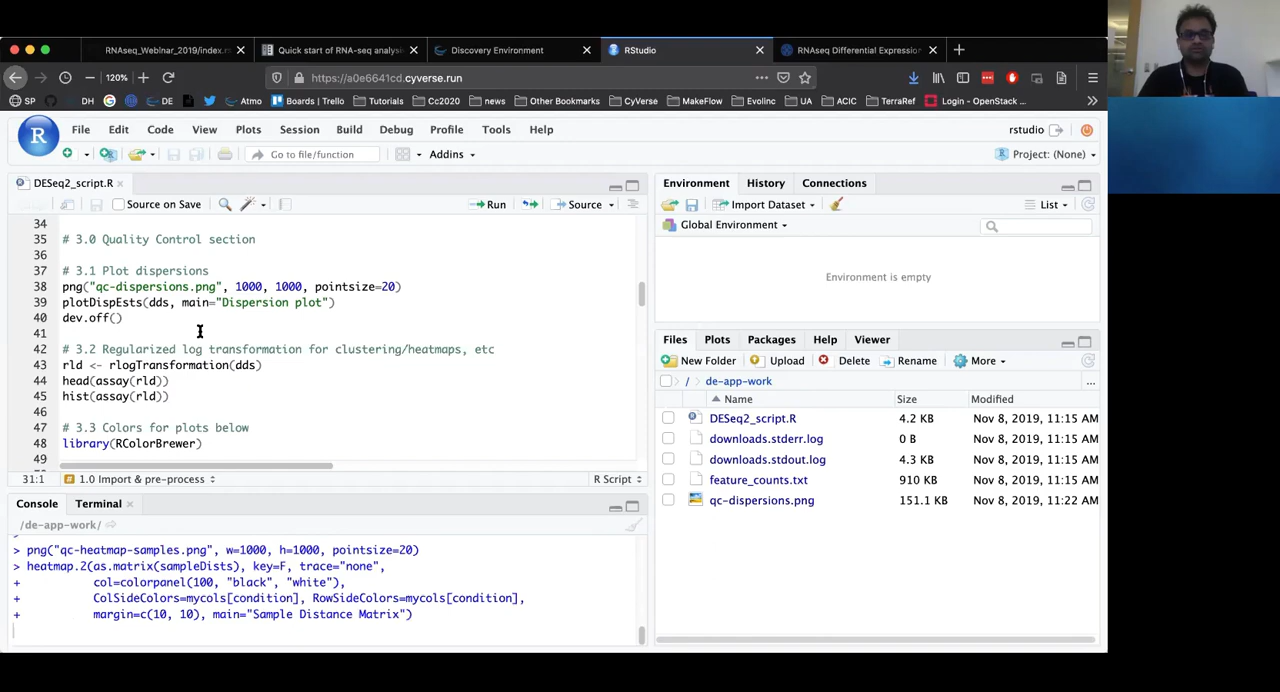 RNAseq_Webinar_2019/index.r
Quick start of RNA-seq analysis
Discovery Environment
RStudio
RNAseq Differential Expression
120%
https://a0e6641cd.cyverse.run
SP
DH
DE
Atmo
Boards | Trello
Tutorials
Cc2020
news
Other Bookmarks
CyVerse
MakeFlow
Evolinc
UA
ACIC
TerraRef
Login - OpenStack ...
R
File Edit Code View Plots Session Build Debug Profile Tools Help
rstudio
Go to file/function
Addins
Project: (None)
DESeq2_script.R
Source on Save
Run
Source
34
35 # 3.0 Quality Control section
36
37 # 3.1 Plot dispersions
38 png("qc-dispersions.png", 1000, 1000, pointsize=20)
39 plotDispEsts(dds, main="Dispersion plot")
40 dev.off()
41
42 # 3.2 Regularized log transformation for clustering/heatmaps, etc
43 rld <- rlogTransformation(dds)
44 head(assay(rld))
45 hist(assay(rld))
46
47 # 3.3 Colors for plots below
48 library(RColorBrewer)
49
31:1
# 1.0 Import & pre-process
R Script
Console Terminal
/de-app-work/
> png("qc-heatmap-samples.png", w=1000, h=1000, pointsize=20)
> heatmap.2(as.matrix(sampleDists), key=F, trace="none",
+ col=colorpanel(100, "black", "white"),
+ ColSideColors=mycols[condition], RowSideColors=mycols[condition],
+ margin=c(10, 10), main="Sample Distance Matrix")
Environment History Connections
Import Dataset
List
Global Environment
Environment is empty
Files Plots Packages Help Viewer
New Folder Upload Delete Rename More
/ de-app-work
...
Name Size Modified
DESeq2_script.R 4.2 KB Nov 8, 2019, 11:15 AM
downloads.stderr.log 0 B Nov 8, 2019, 11:15 AM
downloads.stdout.log 4.3 KB Nov 8, 2019, 11:15 AM
feature_counts.txt 910 KB Nov 8, 2019, 11:15 AM
qc-dispersions.png 151.1 KB Nov 8, 2019, 11:22 AM